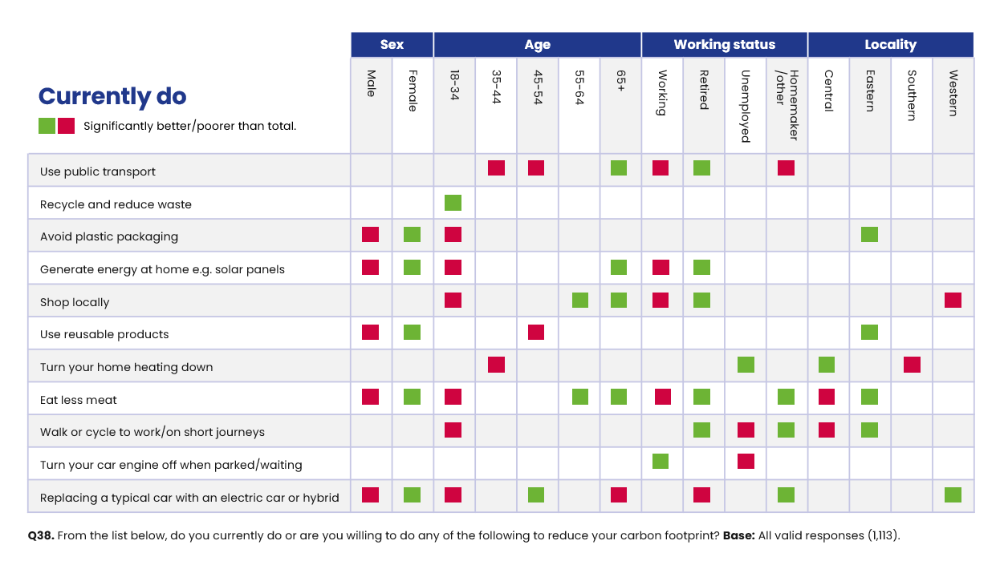 Sex Age Working status Locality
Male Female 18-34 35-44 45-54 55-64 65+ Working Retired Unemployed Homemaker /other Central Eastern Southern Western
Currently do
Significantly better/poorer than total.
Use public transport
Recycle and reduce waste
Avoid plastic packaging
Generate energy at home e.g. solar panels
Shop locally
Use reusable products
Turn your home heating down
Eat less meat
Walk or cycle to work/on short journeys
Turn your car engine off when parked/waiting
Replacing a typical car with an electric car or hybrid
Q38. From the list below, do you currently do or are you willing to do any of the following to reduce your carbon footprint? Base: All valid responses (1,113).